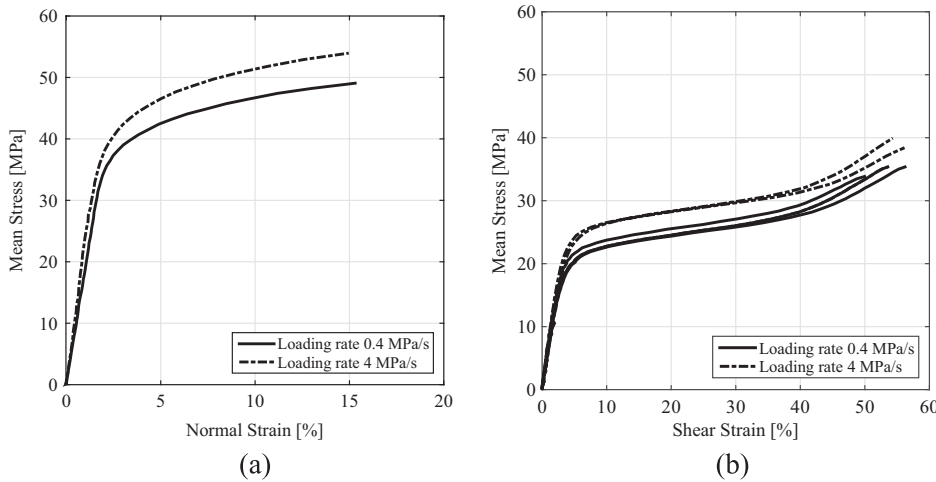 60
50
40
30
20
10
0
Mean Stress [MPa]
Loading rate 0.4 MPa/s
Loading rate 4 MPa/s
0 5 10 15 20
Normal Strain [%]
(a)
60
50
40
30
20
10
0
Mean Stress [MPa]
Loading rate 0.4 MPa/s
Loading rate 4 MPa/s
0 10 20 30 40 50 60
Shear Strain [%]
(b)